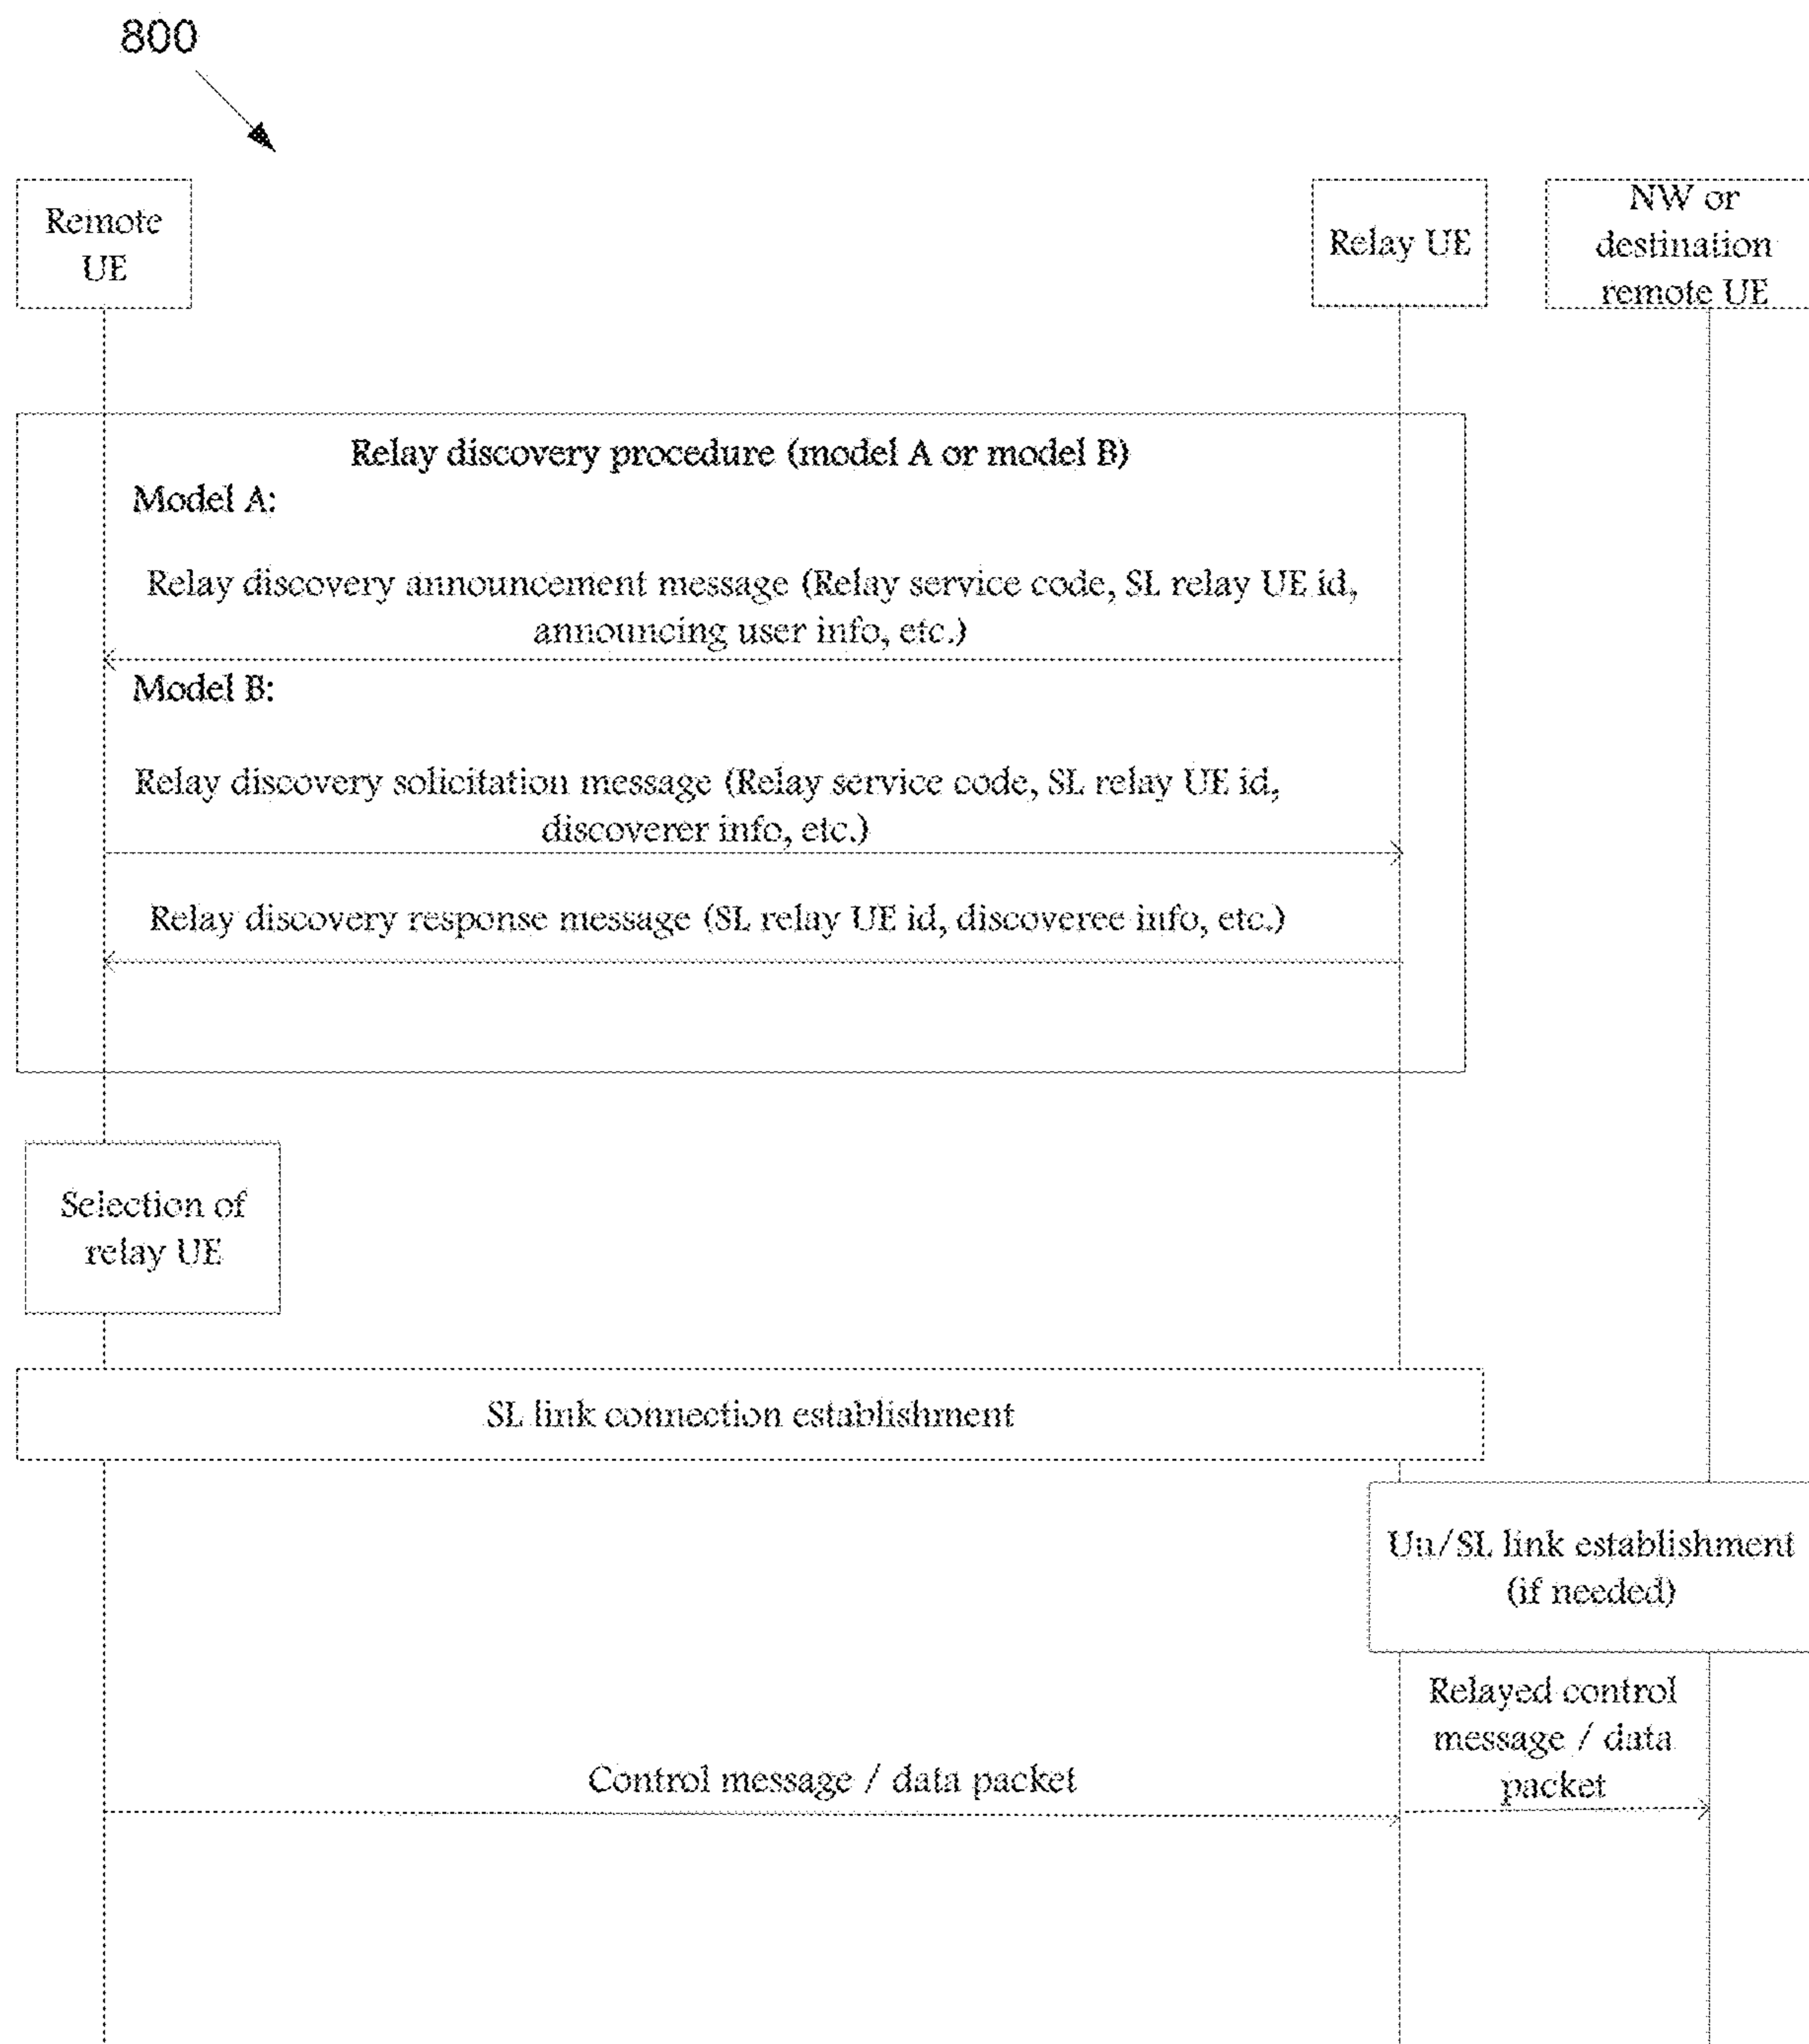 800
Remote
UE
Relay UE
NW or
destination
remote UE
Relay discovery procedure (model A or model B)
Model A:
Relay discovery announcement message (Relay service code, SL relay UE id,
announcing user info, etc.)
Model B:
Relay discovery solicitation message (Relay service code, SL relay UE id,
discoverer info, etc.)
Relay discovery response message (SL relay UE id, discoveree info, etc.)
Selection of
relay UE
SL link connection establishment
Uu/SL link establishment
(if needed)
Relayed control
message / data
packet
Control message / data packet